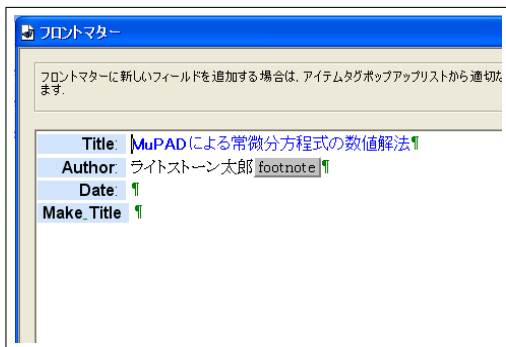 フロントマター
フロントマターに新しいフィールドを追加する場合は, アイテムタグポップアップリストから適切な
ます.
Title: MuPADによる常微分方程式の数値解法¶
Author: ライトストーン太郎 footnote ¶
Date: ¶
Make_Title ¶